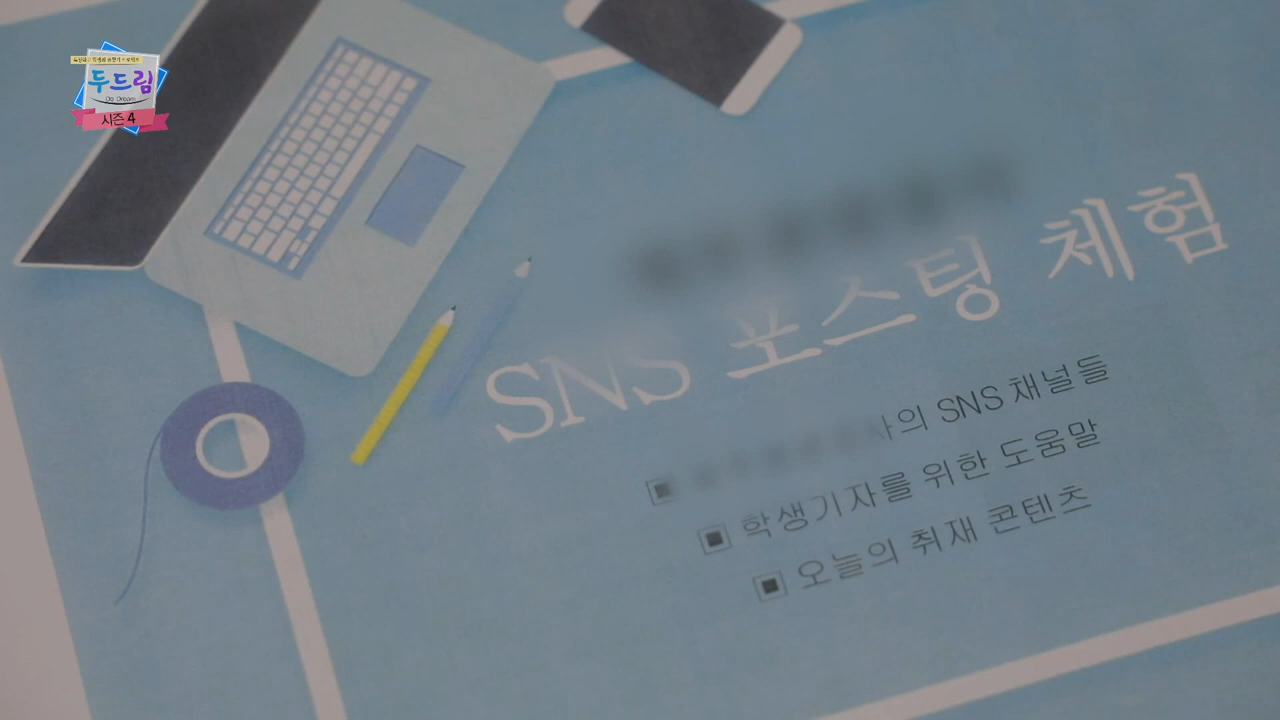 두드림
Do Dream
시즌 4
SNS 포스팅 체험
▣ 의 SNS 채널들
▣ 학생기자를 위한 도움말
▣ 오늘의 취재 콘텐츠